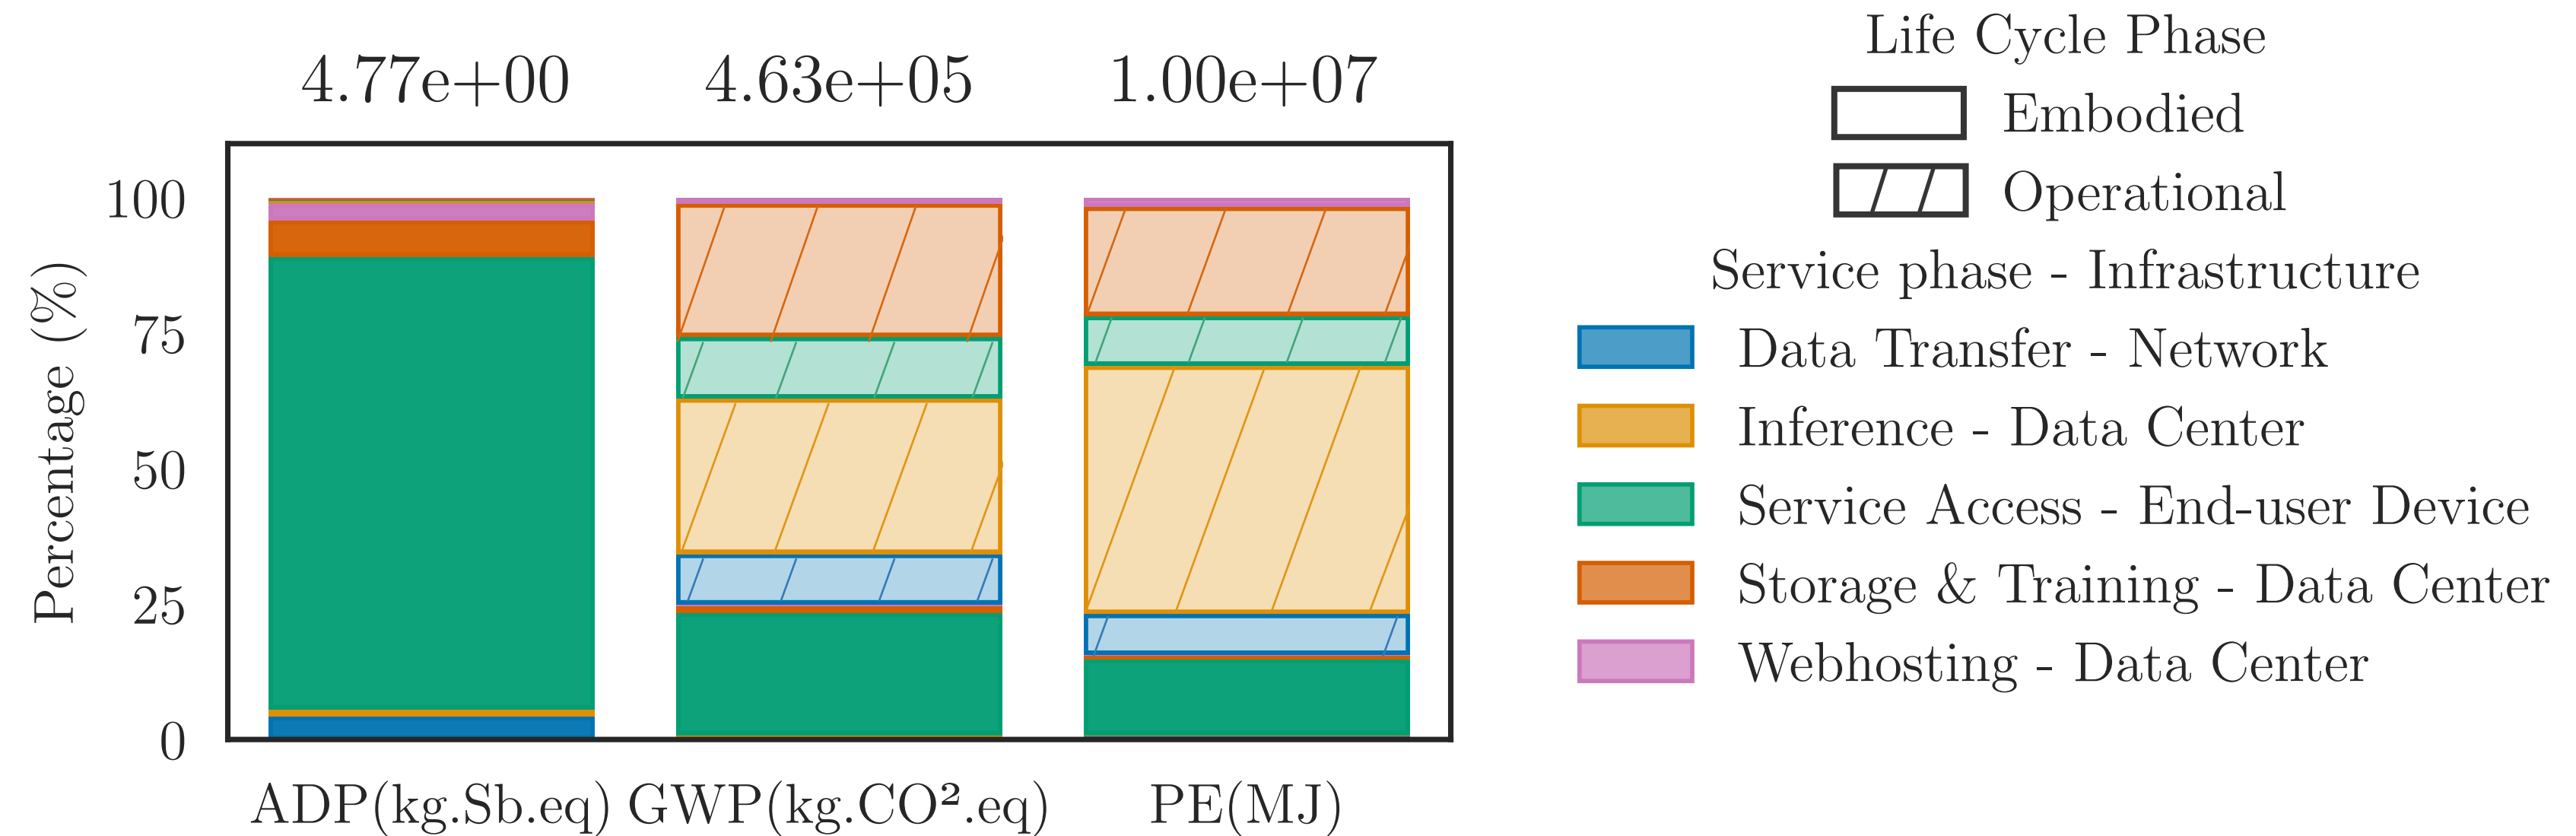 4.77e+00 4.63e+05 1.00e+07
Percentage (%)
100
75
50
25
0
ADP(kg.Sb.eq) GWP(kg.CO².eq) PE(MJ)
Life Cycle Phase
Embodied
Operational
Service phase - Infrastructure
Data Transfer - Network
Inference - Data Center
Service Access - End-user Device
Storage & Training - Data Center
Webhosting - Data Center